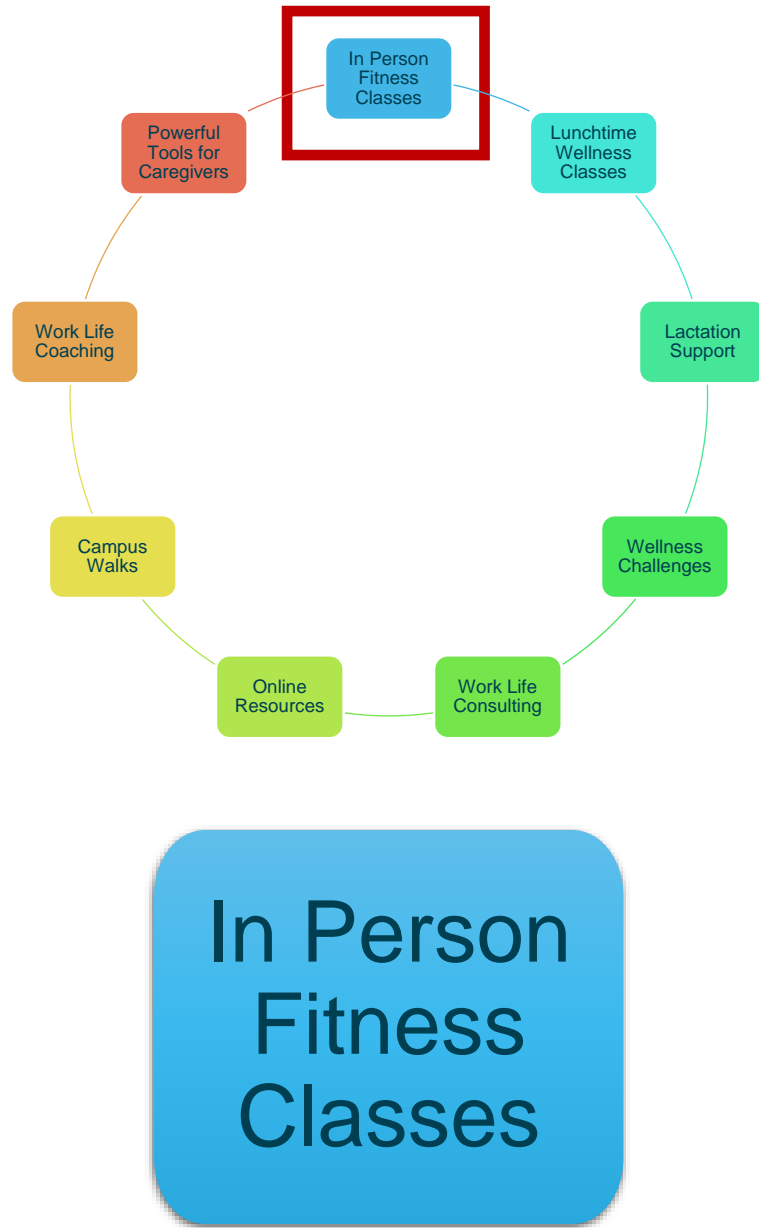 In Person
Fitness
Classes
Lunchtime
Wellness
Classes
Lactation
Support
Wellness
Challenges
Work Life
Consulting
Online
Resources
Campus
Walks
Work Life
Coaching
Powerful
Tools for
Caregivers
In Person
Fitness
Classes